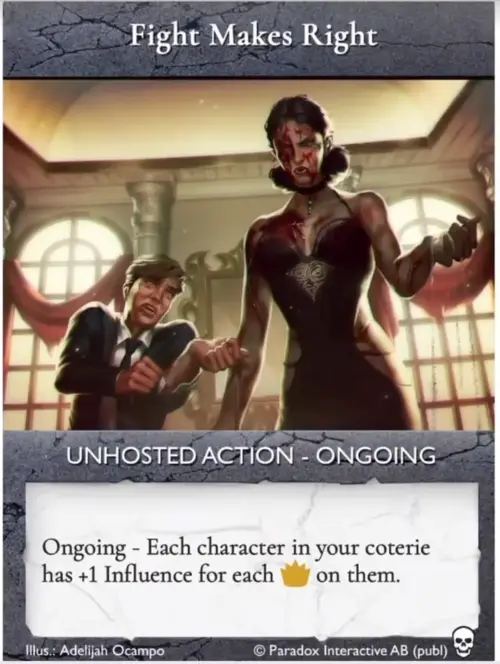 Fight Makes Right
UNHOSTED ACTION - ONGOING
Ongoing - Each character in your coterie
has +1 Influence for each on them.
Illus.: Adelijah Ocampo
© Paradox Interactive AB (publ)